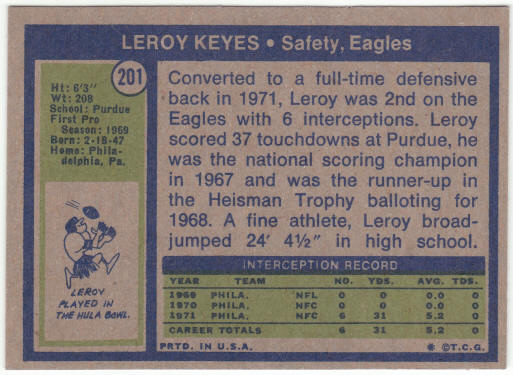 LEROY KEYES • Safety, Eagles
201
Ht: 6'3"
Wt: 208
School: Purdue
First Pro
Season: 1969
Born: 2-18-47
Home: Phila-
delphia, Pa.
LEROY
PLAYED IN
THE HULA BOWL.
Converted to a full-time defensive
back in 1971, Leroy was 2nd on the
Eagles with 6 interceptions. Leroy
scored 37 touchdowns at Purdue, he
was the national scoring champion
in 1967 and was the runner-up in
the Heisman Trophy balloting for
1968. A fine athlete, Leroy broad-
jumped 24' 4½" in high school.
INTERCEPTION RECORD
YEAR TEAM NO. YDS. AVG. TDS.
1969 PHILA. NFL 0 0 0.0 0
1970 PHILA. NFC 0 0 0.0 0
1971 PHILA. NFC 6 31 5.2 0
CAREER TOTALS 6 31 5.2 0
PRTD. IN U.S.A. * ©T.C.G.